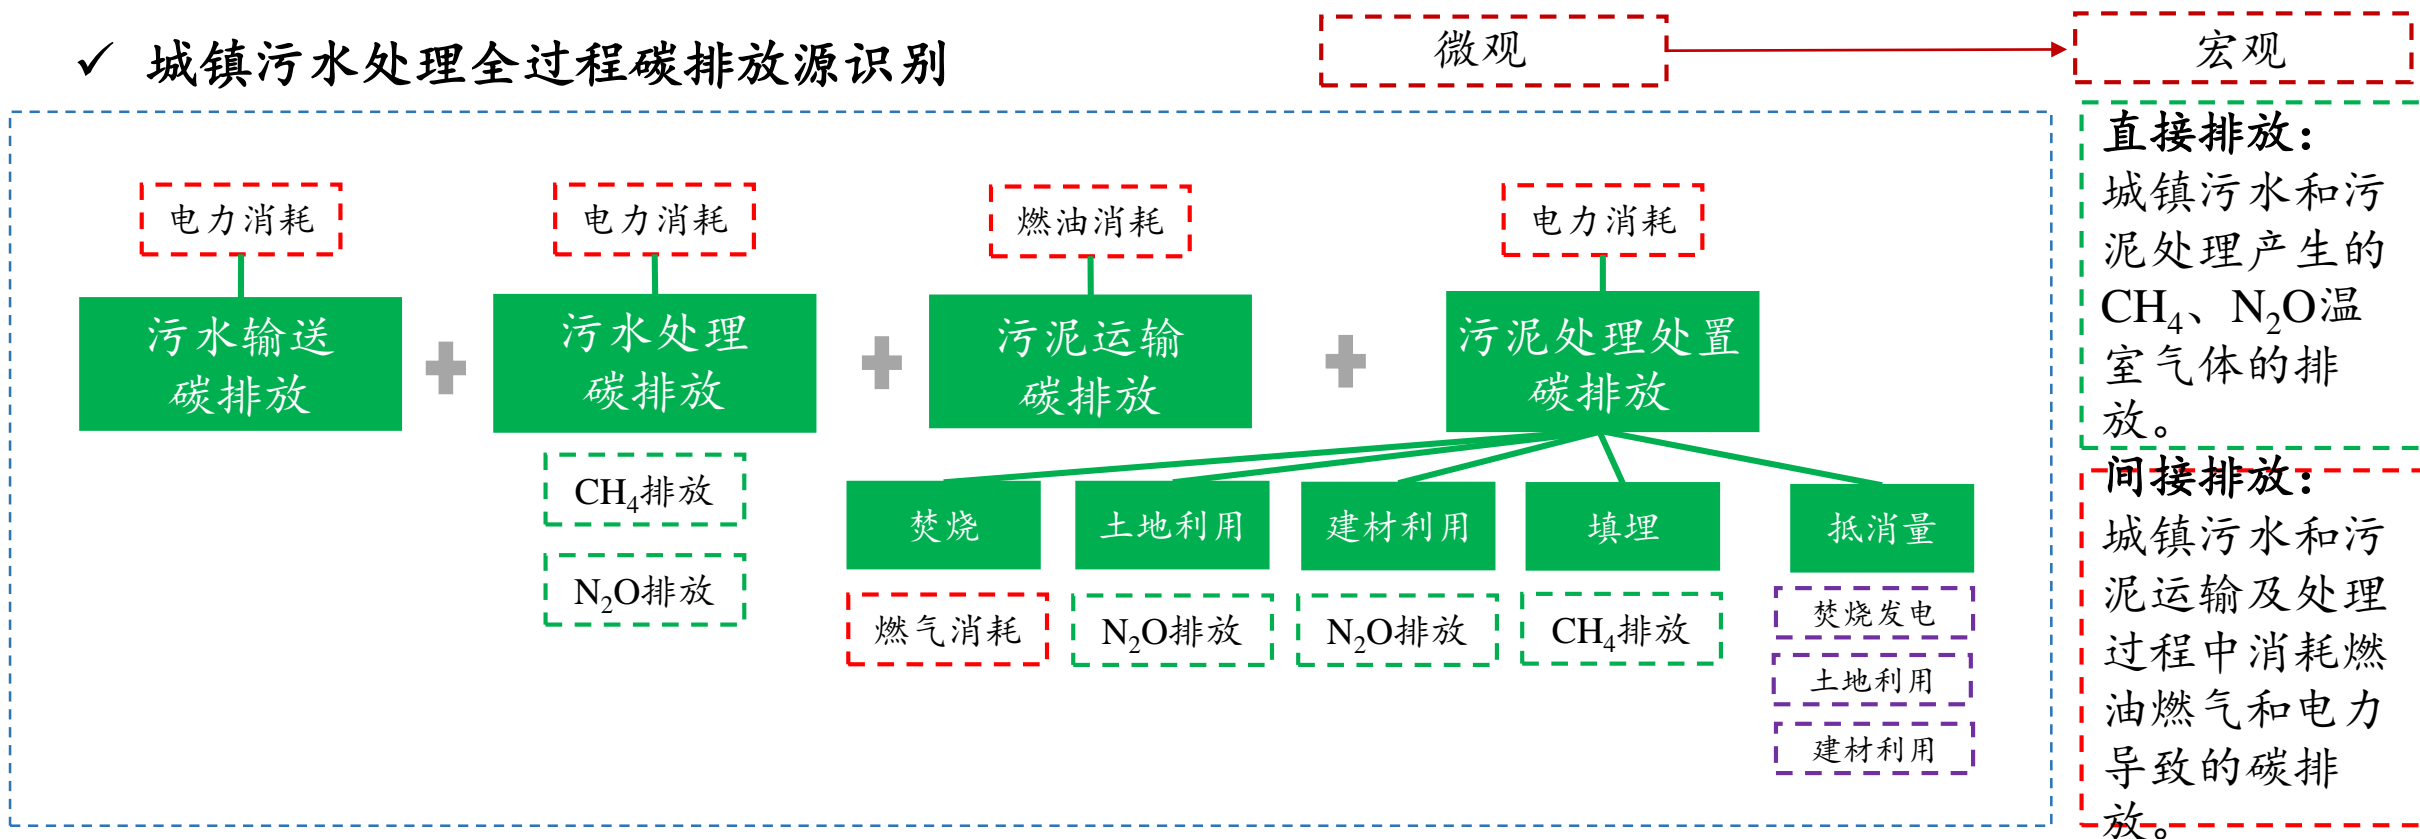 ✓ 城镇污水处理全过程碳排放源识别
微观
宏观
电力消耗
电力消耗
燃油消耗
电力消耗
污水输送
碳排放
污水处理
碳排放
污泥运输
碳排放
污泥处理处置
碳排放
CH₄排放
N₂O排放
焚烧
土地利用
建材利用
填埋
抵消量
燃气消耗
N₂O排放
N₂O排放
CH₄排放
焚烧发电
土地利用
建材利用
直接排放：
城镇污水和污
泥处理产生的
CH₄、N₂O温
室气体的排
放。
间接排放：
城镇污水和污
泥运输及处理
过程中消耗燃
油燃气和电力
导致的碳排
放。